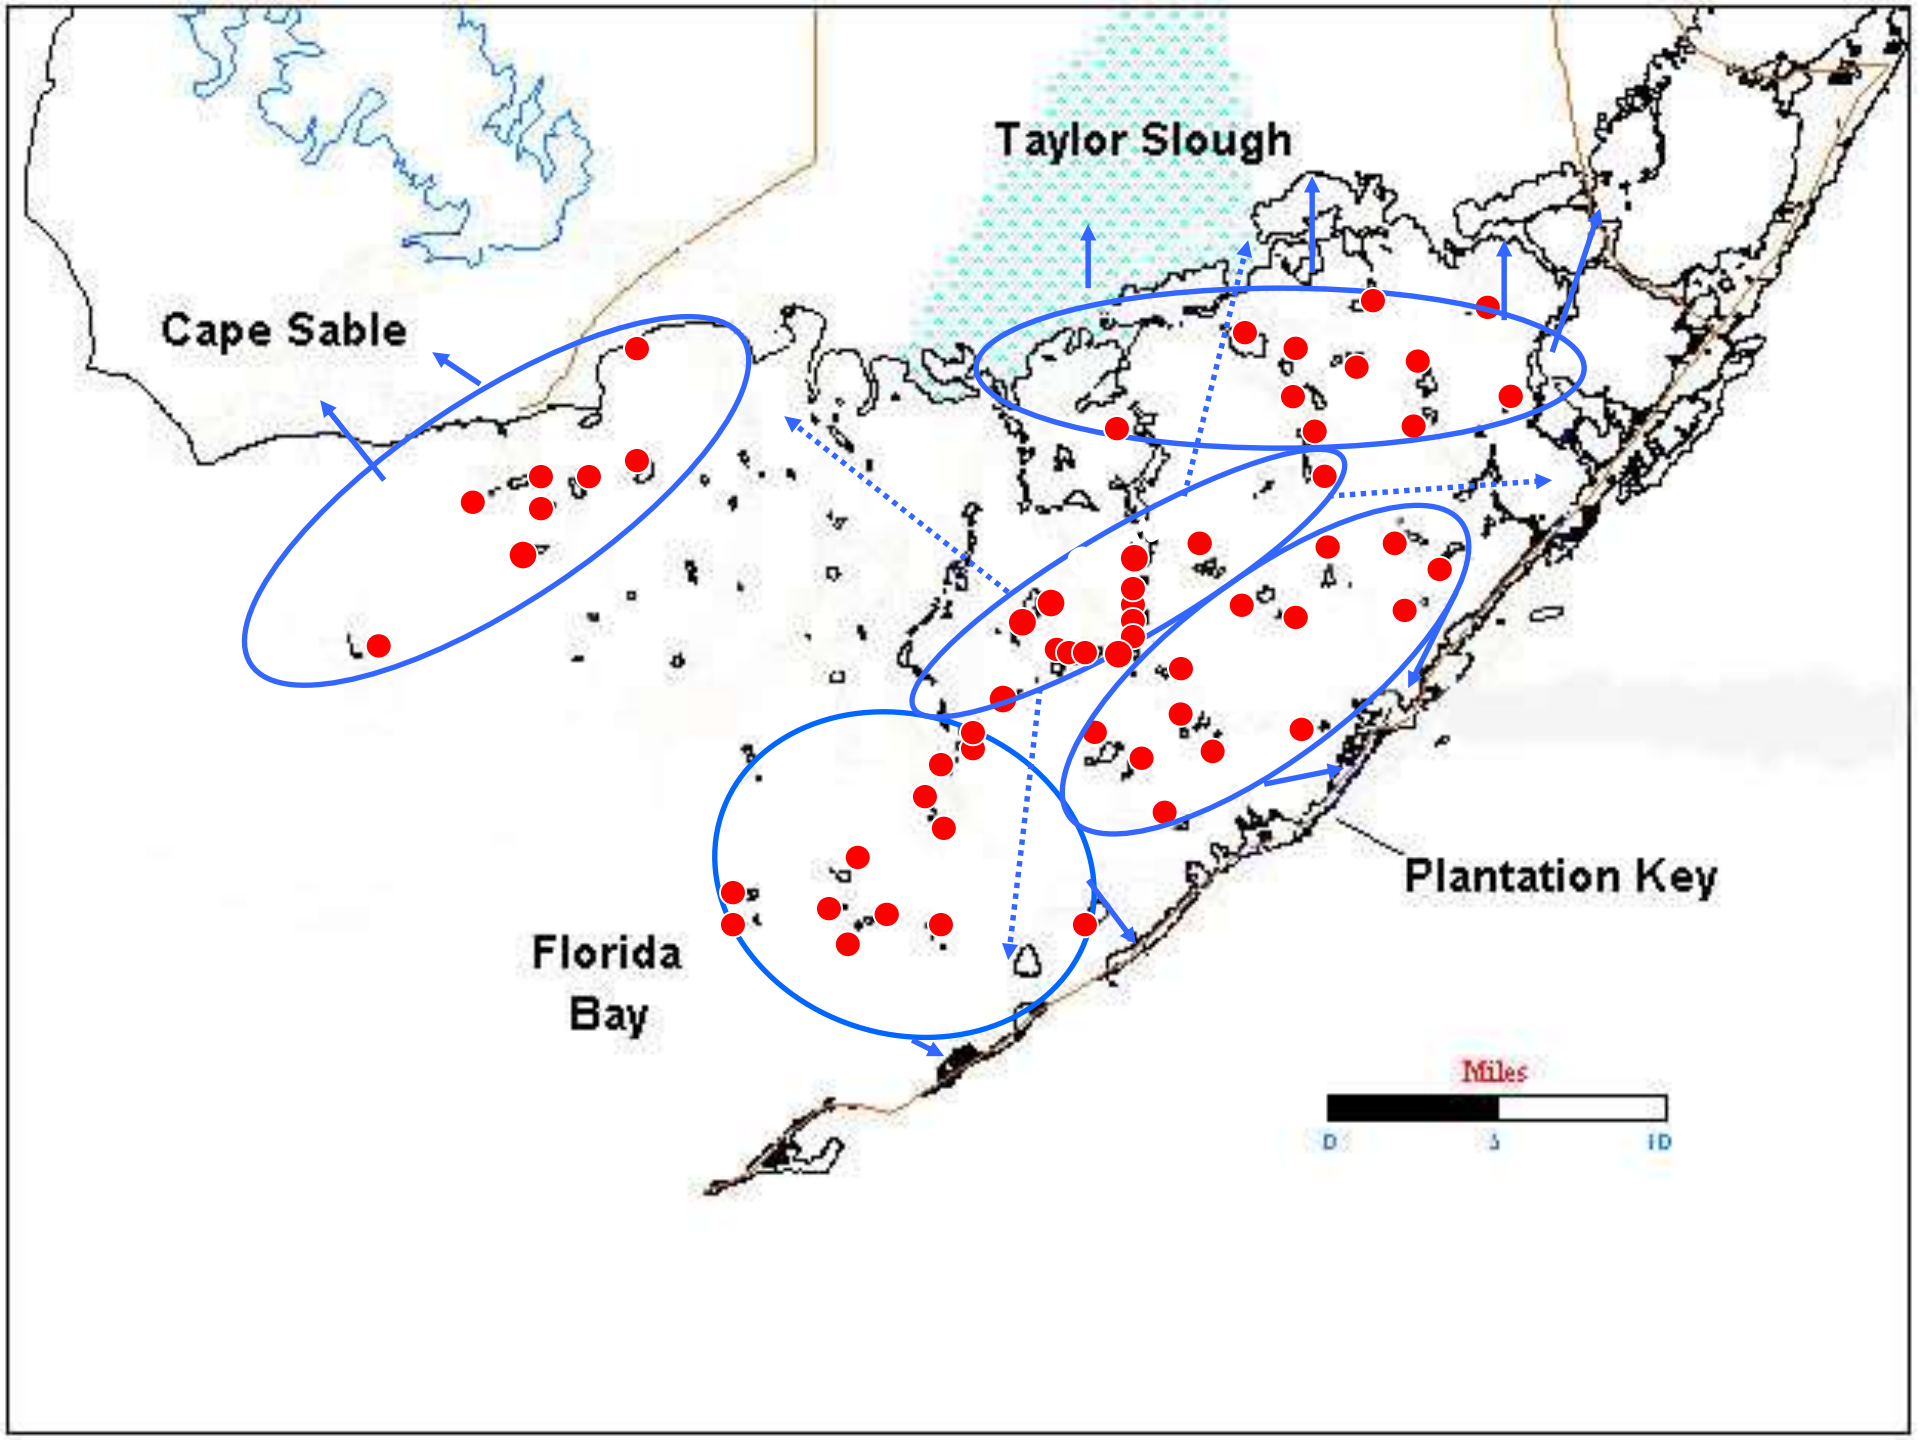 Taylor Slough
Cape Sable
Plantation Key
Florida
Bay
Miles
0 5 10